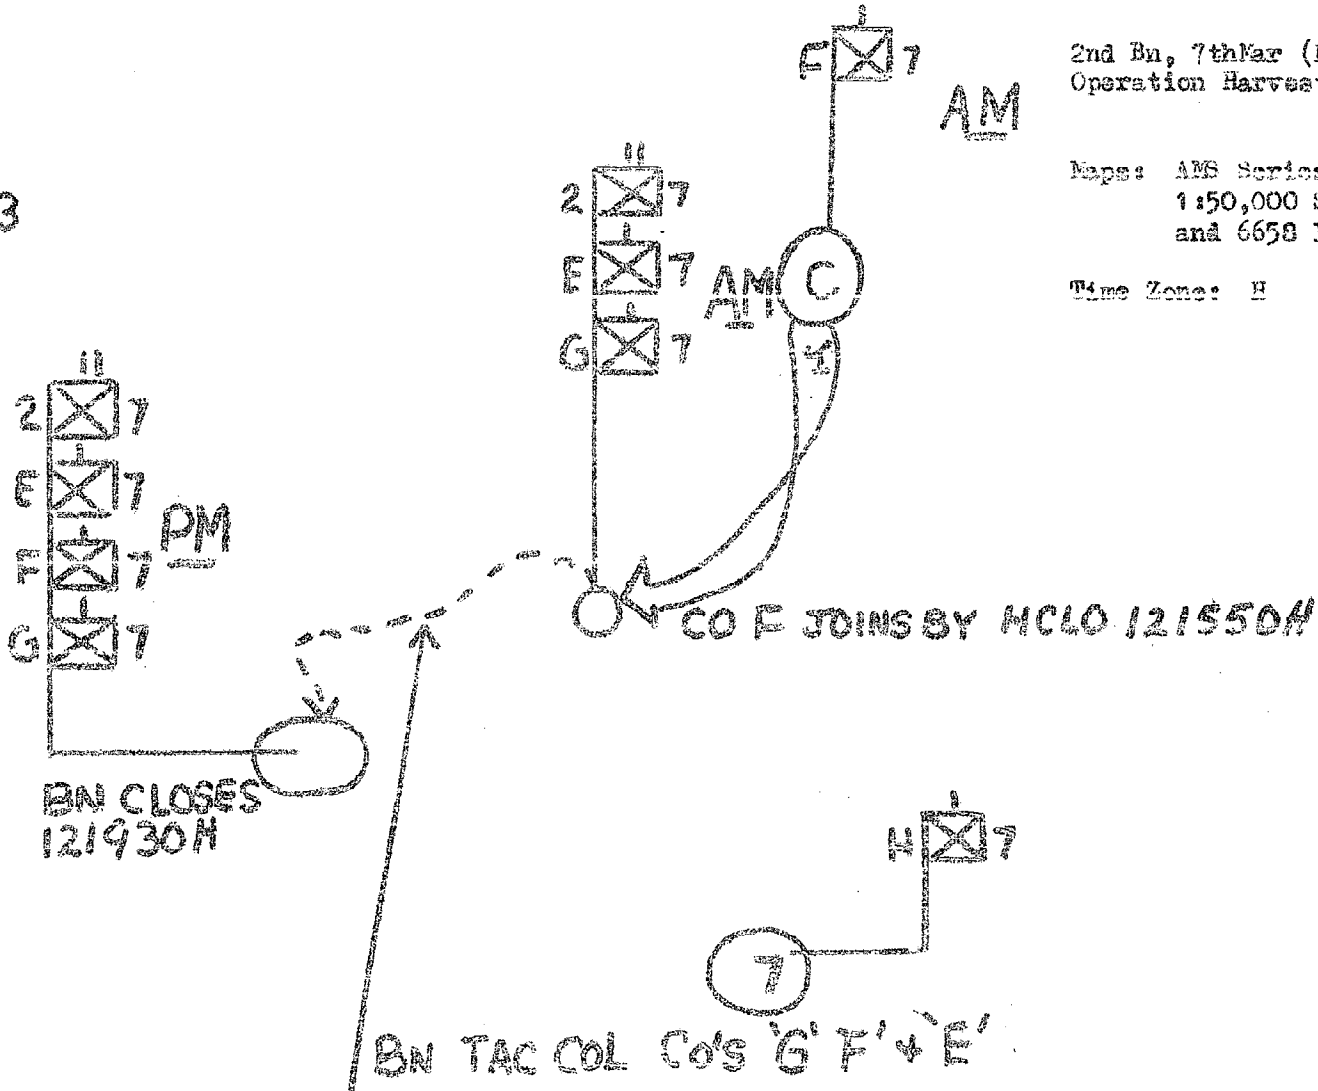 F 7
AM
2nd Bn, 7thMar (
Operation Harves
Maps: AMS Series
1:50,000
and 6658
Time Zone: H
3
2 7
E 7
G 7
AM
C
1
2 7
E 7
F 7
G 7
PM
CO F JOINS BY HCLO 121550H
BN CLOSES
121930H
H 7
7
BN TAC COL CO'S 'G' F' + 'E'